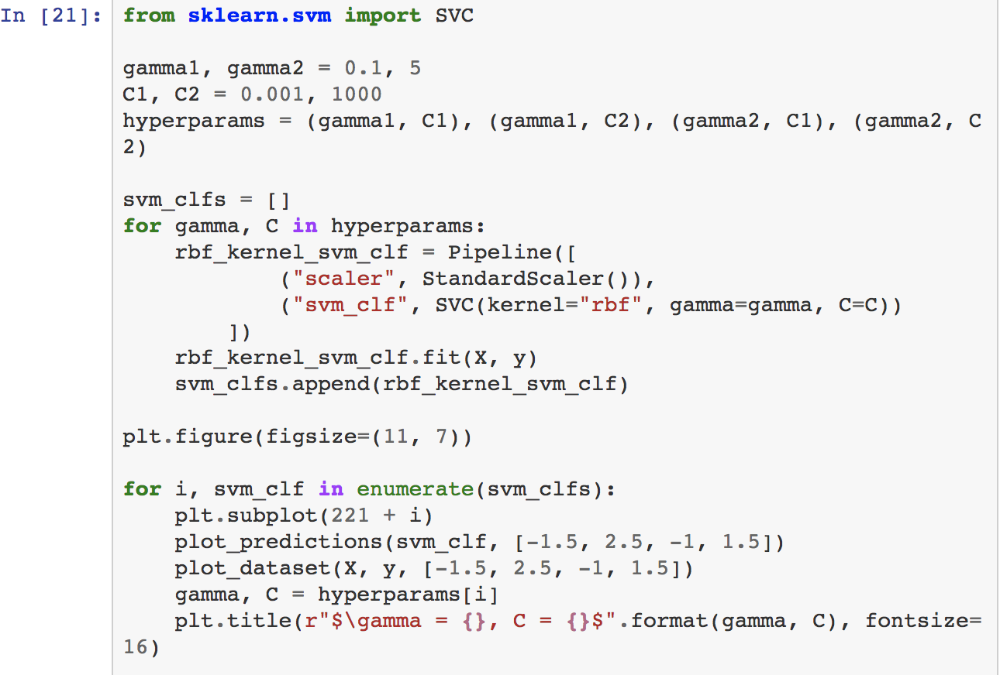 In [21]: from sklearn.svm import SVC
gamma1, gamma2 = 0.1, 5
C1, C2 = 0.001, 1000
hyperparams = (gamma1, C1), (gamma1, C2), (gamma2, C1), (gamma2, C
2)
svm_clfs = []
for gamma, C in hyperparams:
    rbf_kernel_svm_clf = Pipeline([
            ("scaler", StandardScaler()),
            ("svm_clf", SVC(kernel="rbf", gamma=gamma, C=C))
        ])
    rbf_kernel_svm_clf.fit(X, y)
    svm_clfs.append(rbf_kernel_svm_clf)
plt.figure(figsize=(11, 7))
for i, svm_clf in enumerate(svm_clfs):
    plt.subplot(221 + i)
    plot_predictions(svm_clf, [-1.5, 2.5, -1, 1.5])
    plot_dataset(X, y, [-1.5, 2.5, -1, 1.5])
    gamma, C = hyperparams[i]
    plt.title(r"$\gamma = {}, C = {}$".format(gamma, C), fontsize=
16)